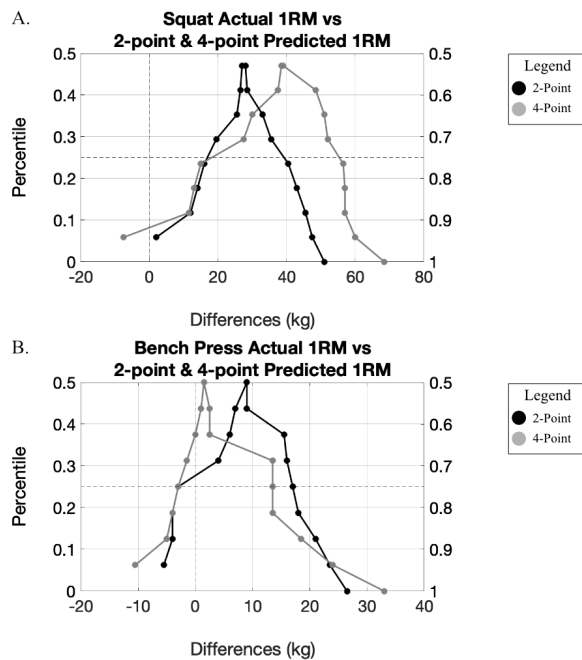 A.
Squat Actual 1RM vs
2-point & 4-point Predicted 1RM
Percentile
0.5
0.4
0.3
0.2
0.1
0
0.5
0.6
0.7
0.8
0.9
1
-20
0
20
40
60
80
Differences (kg)
Legend
2-Point
4-Point
B.
Bench Press Actual 1RM vs
2-point & 4-point Predicted 1RM
Percentile
0.5
0.4
0.3
0.2
0.1
0
0.5
0.6
0.7
0.8
0.9
1
-20
-10
0
10
20
30
40
Differences (kg)
Legend
2-Point
4-Point